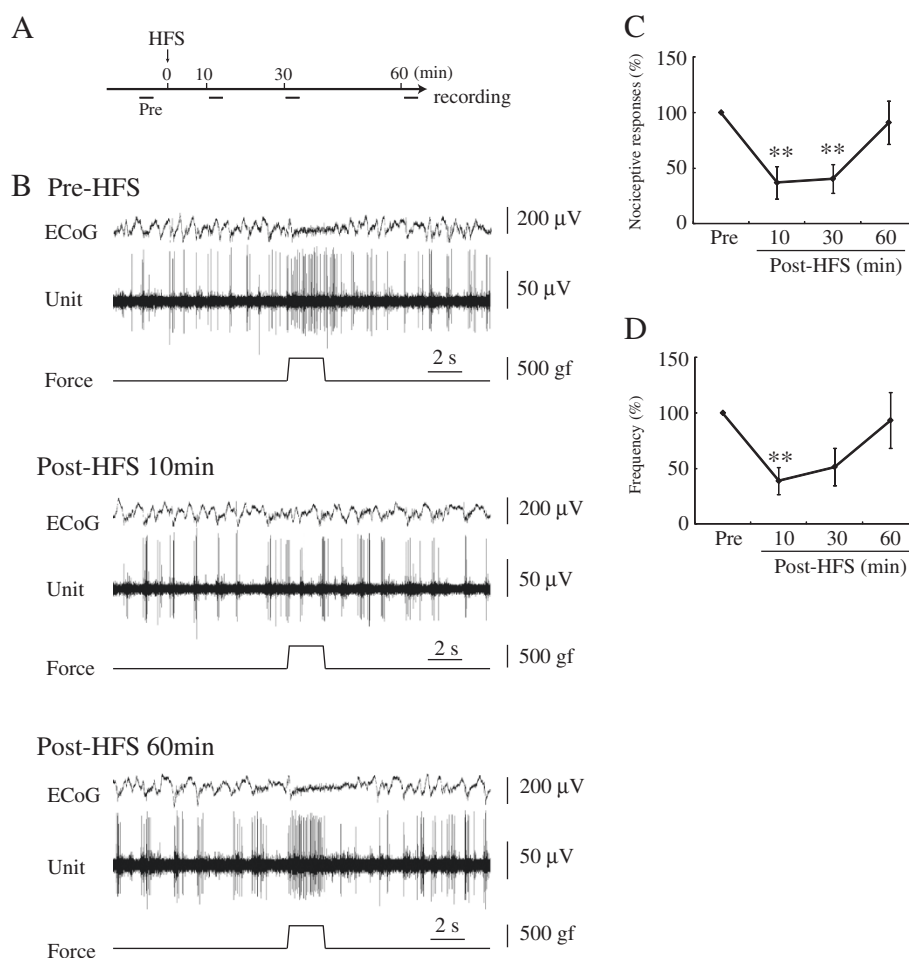 A
HFS
0 10 30 60 (min)
recording
Pre
B Pre-HFS
ECoG
200 µV
Unit
50 µV
2 s
Force
500 gf
Post-HFS 10min
ECoG
200 µV
Unit
50 µV
2 s
Force
500 gf
Post-HFS 60min
ECoG
200 µV
Unit
50 µV
2 s
Force
500 gf
C
Nociceptive responses (%)
150
100
50
0
** **
Pre 10 30 60
Post-HFS (min)
D
Frequency (%)
150
100
50
0
**
Pre 10 30 60
Post-HFS (min)